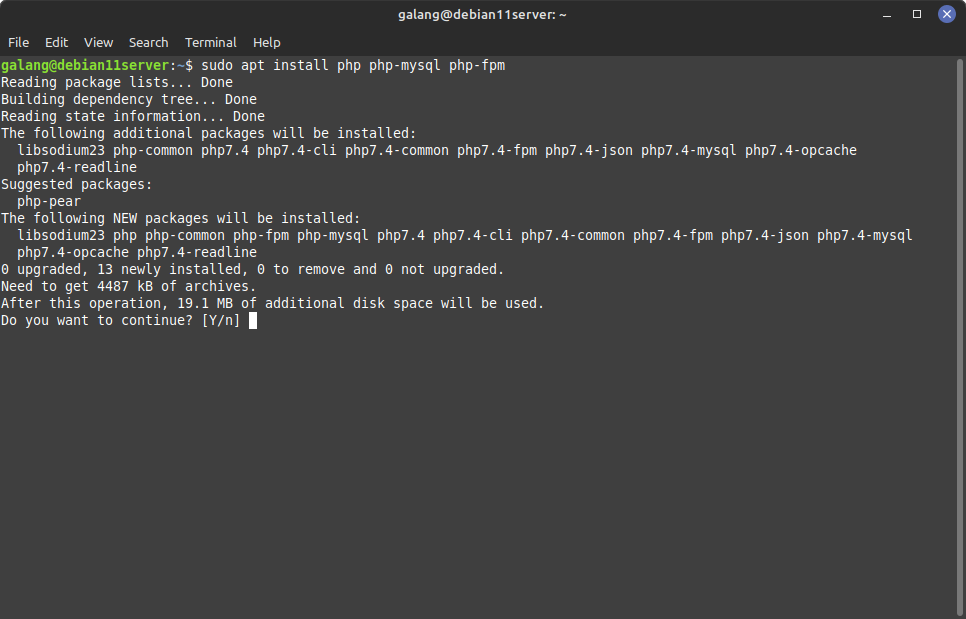 galang@debian11server: ~
File Edit View Search Terminal Help
galang@debian11server:~$ sudo apt install php php-mysql php-fpm
Reading package lists... Done
Building dependency tree... Done
Reading state information... Done
The following additional packages will be installed:
  libsodium23 php-common php7.4 php7.4-cli php7.4-common php7.4-fpm php7.4-json php7.4-mysql php7.4-opcache
  php7.4-readline
Suggested packages:
  php-pear
The following NEW packages will be installed:
  libsodium23 php php-common php-fpm php-mysql php7.4 php7.4-cli php7.4-common php7.4-fpm php7.4-json php7.4-mysql
  php7.4-opcache php7.4-readline
0 upgraded, 13 newly installed, 0 to remove and 0 not upgraded.
Need to get 4487 kB of archives.
After this operation, 19.1 MB of additional disk space will be used.
Do you want to continue? [Y/n]